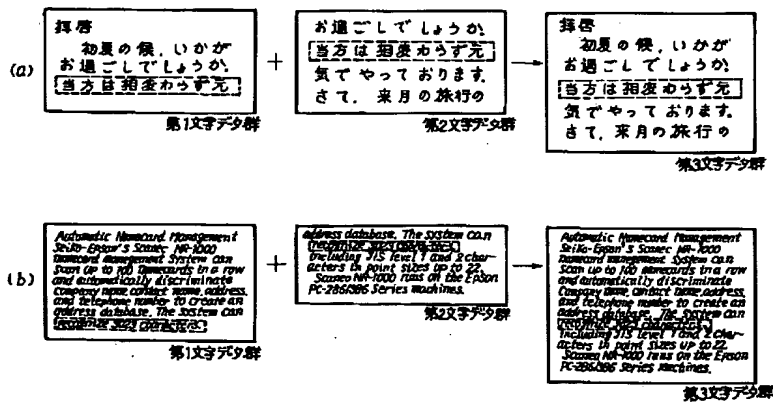 (a)
拝啓
初夏の候，いかが
お過ごしでしょうか.
当方は相変わらず元
第1文字データ群
+
お過ごしでしょうか.
当方は相変わらず元
気でやっております.
さて，来月の旅行の
第2文字データ群
拝啓
初夏の候，いかが
お過ごしでしょうか.
当方は相変わらず元
気でやっております.
さて，来月の旅行の
第3文字データ群
(b)
Automatic Namecard Management
Seiko-Epson's Scanec NR-1000
namecard management System can
Scan up to 100 namecards in a row
and automatically discriminate
Company name, contact name, address,
and telephone number to create an
address database. The System can
recognize 3023 characters,
第1文字データ群
+
address database. The system can
recognize 3023 characters,
including JIS level 1 and 2 char-
acters in point sizes up to 22.
Scanec NR-1000 runs on the Epson
PC-286/386 Series machines.
第2文字データ群
Automatic Namecard Management
Seiko-Epson's Scanec NR-1000
namecard management System can
Scan up to 100 namecards in a row
and automatically discriminate
Company name, contact name, address,
and telephone number to create an
address database. The System can
recognize 3023 characters,
including JIS level 1 and 2 char-
acters in point sizes up to 22.
Scanec NR-1000 runs on the Epson
PC-286/386 Series machines.
第3文字データ群